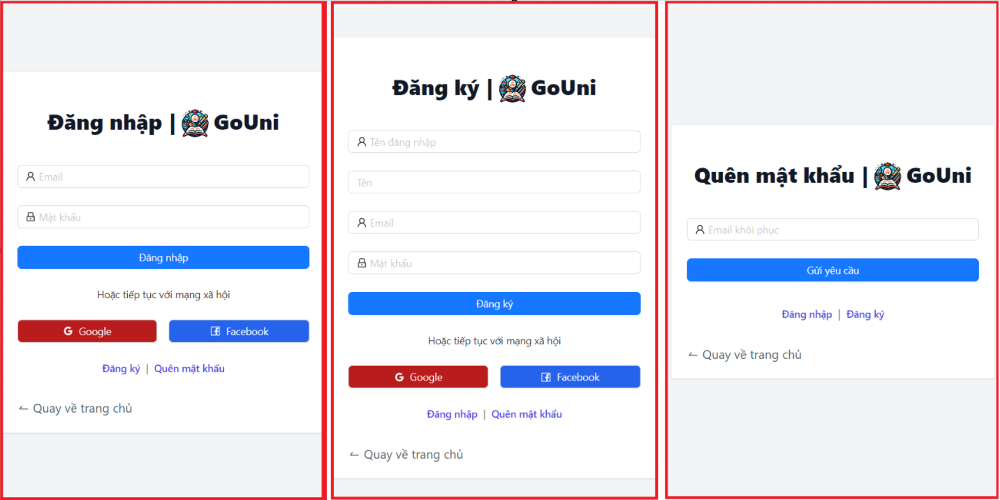 Đăng nhập | GoUni
Email
Mật khẩu
Đăng nhập
Hoặc tiếp tục với mạng xã hội
Google
Facebook
Đăng ký | Quên mật khẩu
← Quay về trang chủ
Đăng ký | GoUni
Tên đăng nhập
Tên
Email
Mật khẩu
Đăng ký
Hoặc tiếp tục với mạng xã hội
Google
Facebook
Đăng nhập | Quên mật khẩu
← Quay về trang chủ
Quên mật khẩu | GoUni
Email khôi phục
Gửi yêu cầu
Đăng nhập | Đăng ký
← Quay về trang chủ